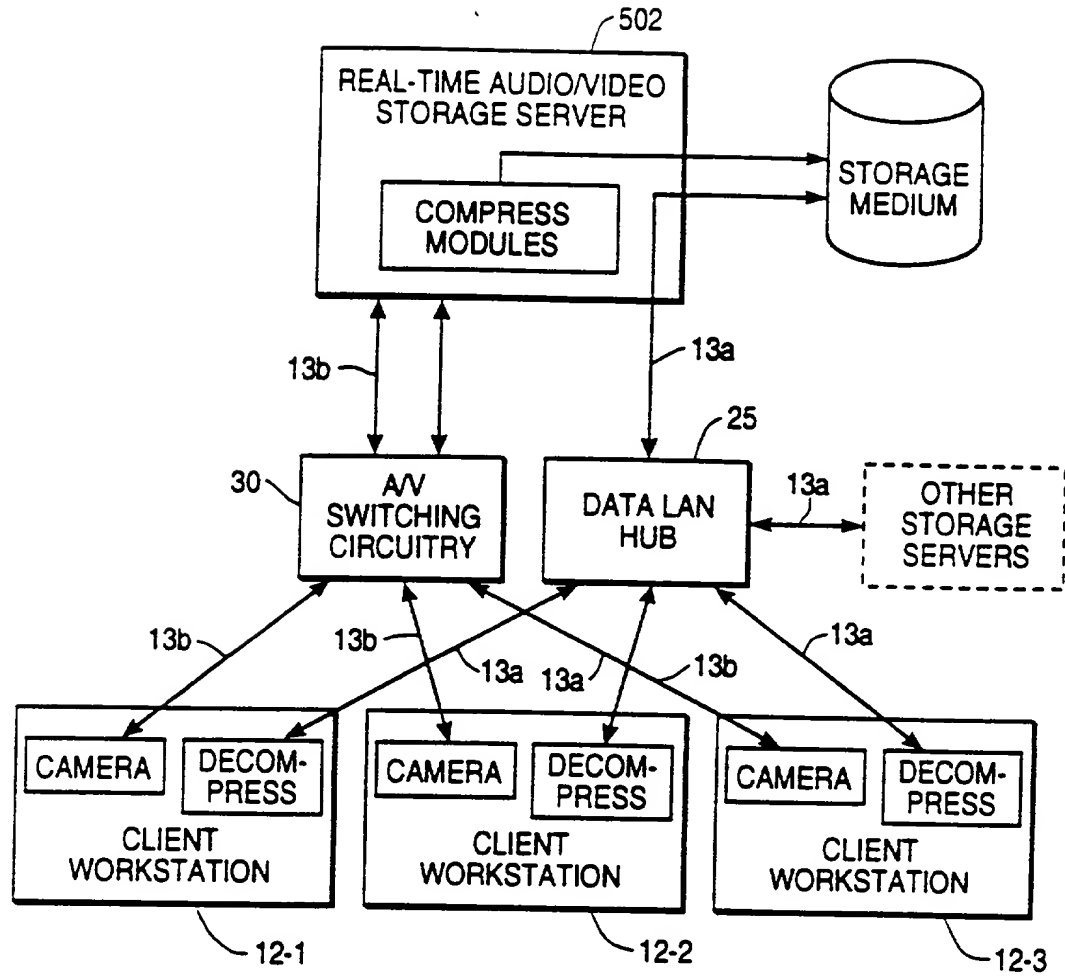 502
REAL-TIME AUDIO/VIDEO
STORAGE SERVER
COMPRESS
MODULES
STORAGE
MEDIUM
13b
13a
25
30
A/V
SWITCHING
CIRCUITRY
DATA LAN
HUB
13a
OTHER
STORAGE
SERVERS
13b
13b
13a
13a
13b
13a
CAMERA
DECOM-
PRESS
CLIENT
WORKSTATION
CAMERA
DECOM-
PRESS
CLIENT
WORKSTATION
CAMERA
DECOM-
PRESS
CLIENT
WORKSTATION
12-1
12-2
12-3